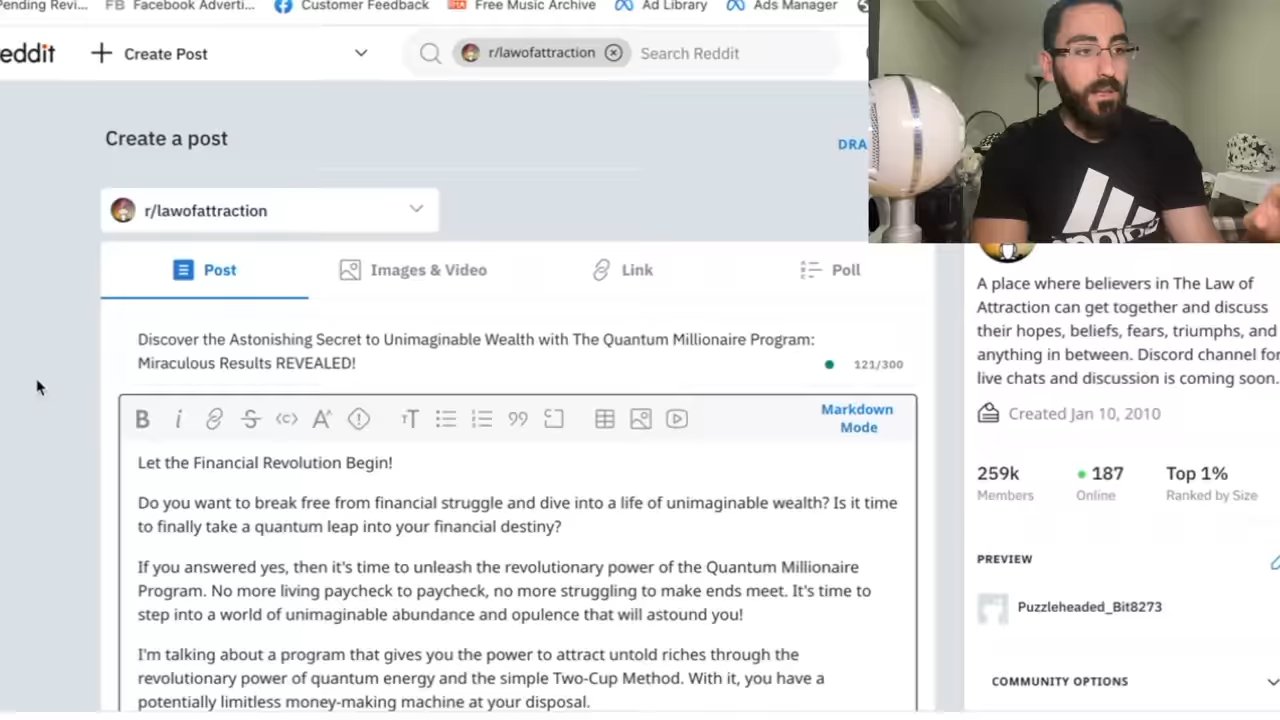 Pending Revi... FB Facebook Adverti... Customer Feedback Free Music Archive Ad Library Ads Manager
eddit Create Post r/lawofattraction Search Reddit
Create a post
DRA
r/lawofattraction
Post Images & Video Link Poll
Discover the Astonishing Secret to Unimaginable Wealth with The Quantum Millionaire Program:
Miraculous Results REVEALED!
121/300
Markdown
Mode
Let the Financial Revolution Begin!
Do you want to break free from financial struggle and dive into a life of unimaginable wealth? Is it time
to finally take a quantum leap into your financial destiny?
If you answered yes, then it's time to unleash the revolutionary power of the Quantum Millionaire
Program. No more living paycheck to paycheck, no more struggling to make ends meet. It's time to
step into a world of unimaginable abundance and opulence that will astound you!
I'm talking about a program that gives you the power to attract untold riches through the
revolutionary power of quantum energy and the simple Two-Cup Method. With it, you have a
potentially limitless money-making machine at your disposal.
A place where believers in The Law of
Attraction can get together and discuss
their hopes, beliefs, fears, triumphs, and
anything in between. Discord channel for
live chats and discussion is coming soon.
Created Jan 10, 2010
259k 187 Top 1%
Members Online Ranked by Size
PREVIEW
Puzzleheaded_Bit8273
COMMUNITY OPTIONS